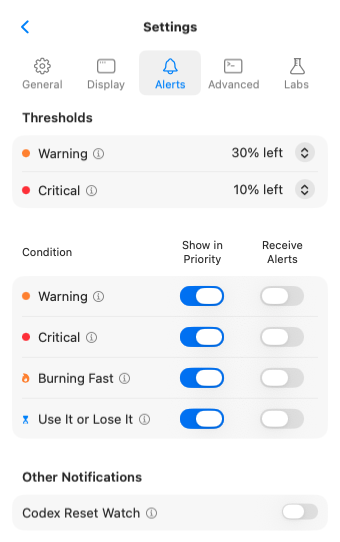 Settings
General
Display
Alerts
Advanced
Labs
Thresholds
Warning
30% left
Critical
10% left
Condition
Show in
Priority
Receive
Alerts
Warning
Critical
Burning Fast
Use It or Lose It
Other Notifications
Codex Reset Watch